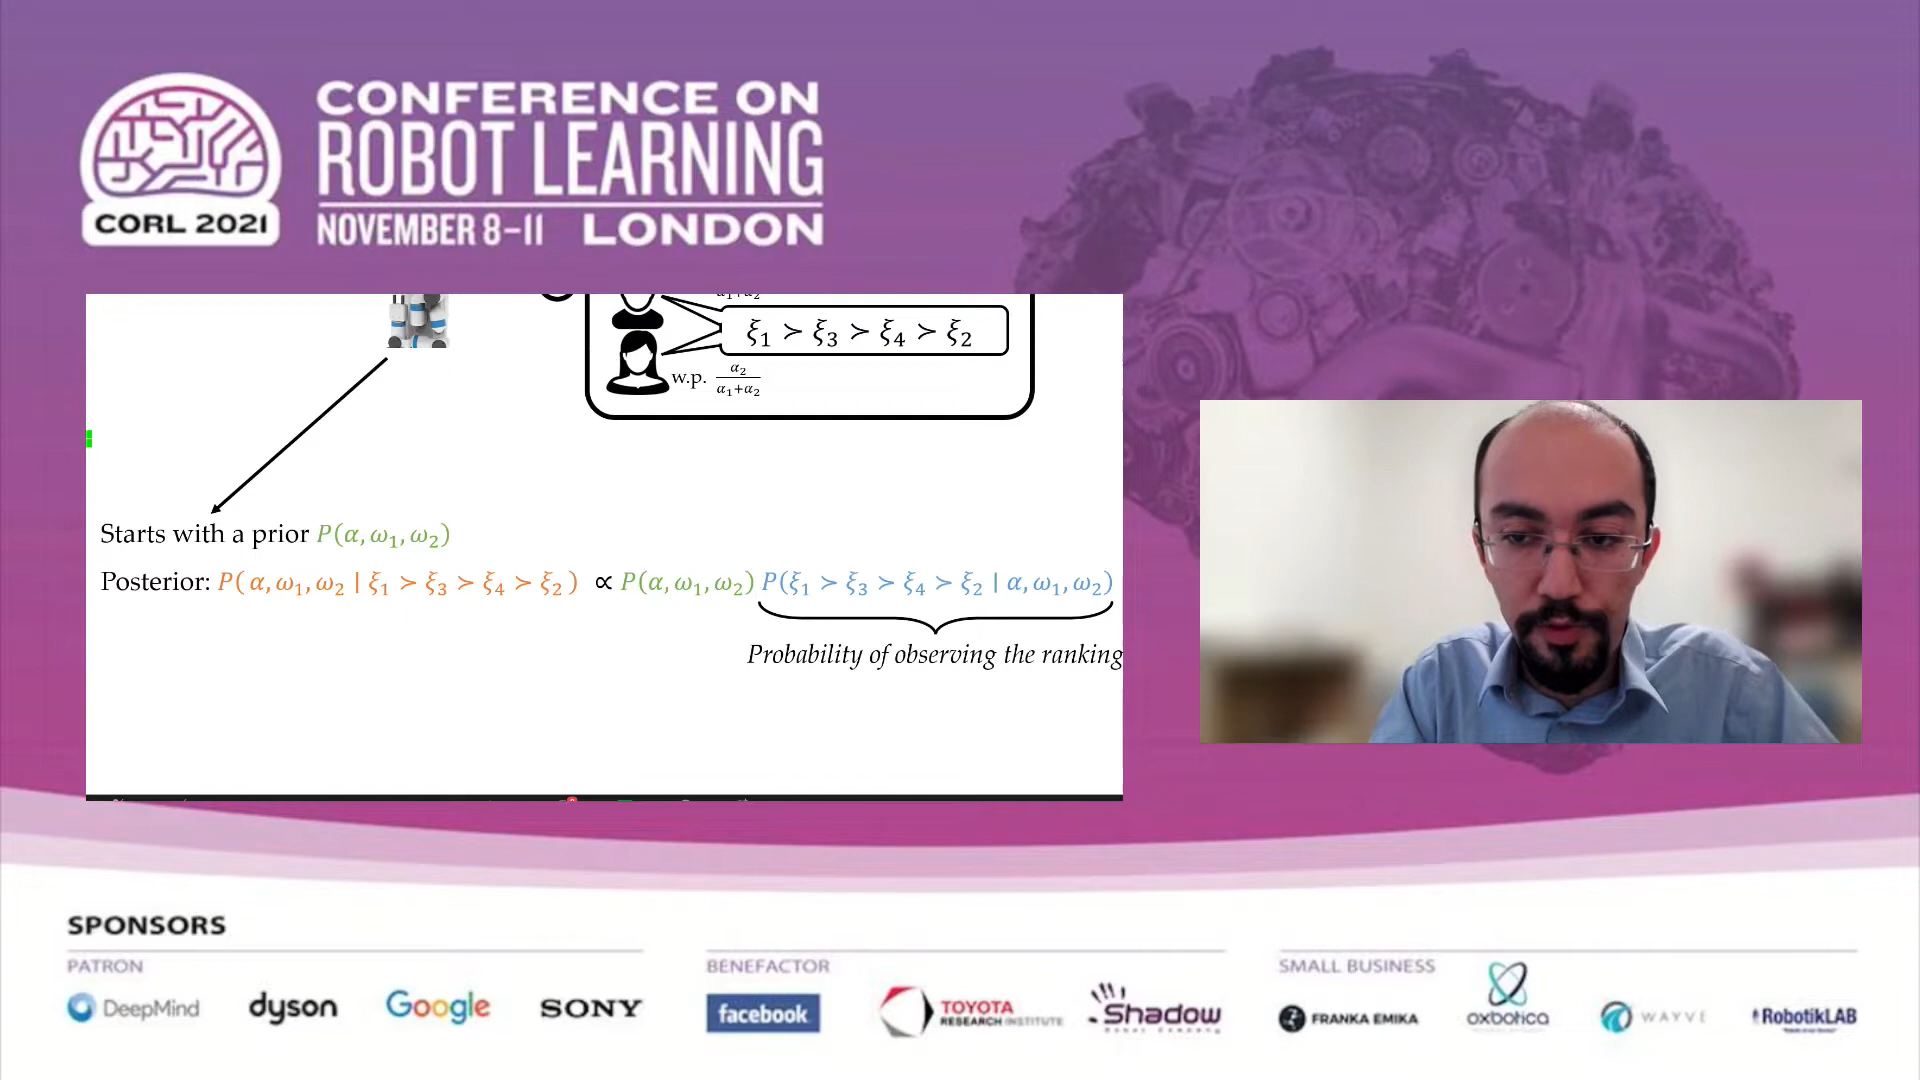 CONFERENCE ON
ROBOT LEARNING
NOVEMBER 8-11 LONDON
CORL 2021
ξ₁ ≻ ξ₃ ≻ ξ₄ ≻ ξ₂
w.p. α₂/(α₁+α₂)
Starts with a prior P(α, ω₁, ω₂)
Posterior: P( α, ω₁, ω₂ | ξ₁ ≻ ξ₃ ≻ ξ₄ ≻ ξ₂ ) ∝ P(α, ω₁, ω₂) P(ξ₁ ≻ ξ₃ ≻ ξ₄ ≻ ξ₂ | α, ω₁, ω₂)
Probability of observing the ranking
SPONSORS
PATRON
DeepMind dyson Google SONY
BENEFACTOR
facebook TOYOTA RESEARCH INSTITUTE Shadow Robot Company
SMALL BUSINESS
FRANKA EMIKA oxbotica WAYVE RobotikLAB